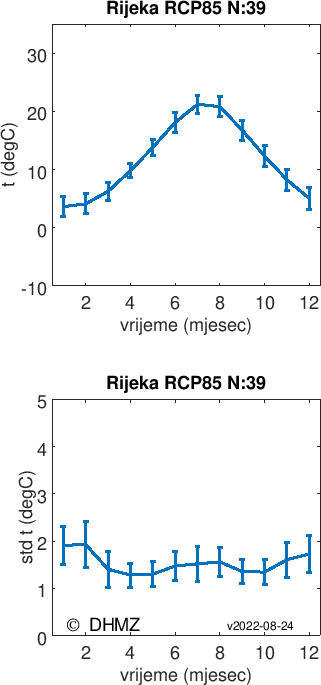 Rijeka RCP85 N:39
30
20
10
0
-10
t (degC)
2 4 6 8 10 12
vrijeme (mjesec)
Rijeka RCP85 N:39
5
4
3
2
1
0
std t (degC)
© DHMZ v2022-08-24
2 4 6 8 10 12
vrijeme (mjesec)